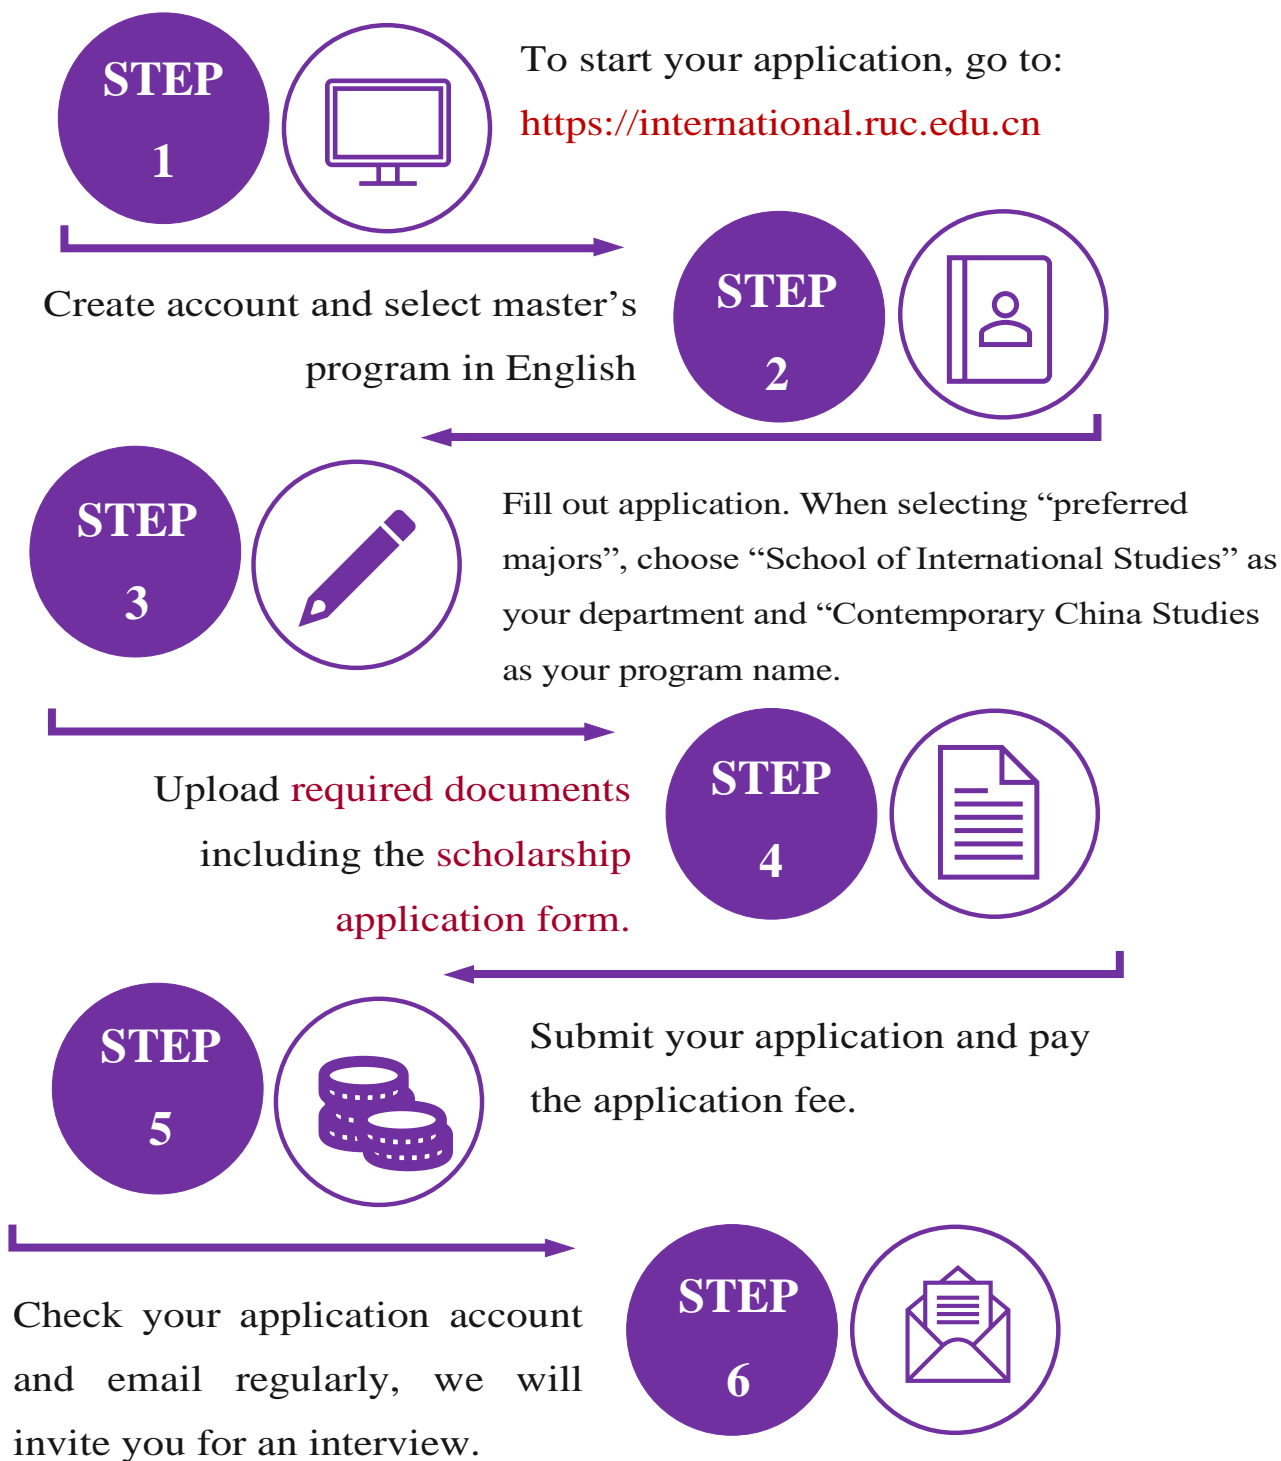 STEP
1
To start your application, go to:
https://international.ruc.edu.cn
Create account and select master’s
program in English
STEP
2
STEP
3
Fill out application. When selecting “preferred
majors”, choose “School of International Studies” as
your department and “Contemporary China Studies
as your program name.
Upload required documents
including the scholarship
application form.
STEP
4
STEP
5
Submit your application and pay
the application fee.
Check your application account
and email regularly, we will
invite you for an interview.
STEP
6